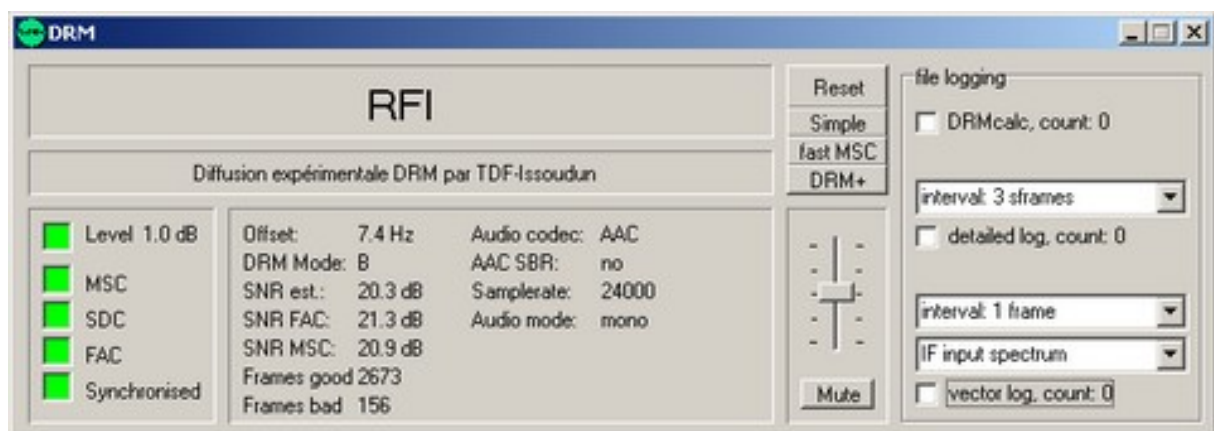 DRM
RFI
Diffusion expérimentale DRM par TDF-Issoudun
Level 1.0 dB
MSC
SDC
FAC
Synchronised
Offset: 7.4 Hz
DRM Mode: B
SNR est.: 20.3 dB
SNR FAC: 21.3 dB
SNR MSC: 20.9 dB
Frames good 2673
Frames bad 156
Audio codec: AAC
AAC SBR: no
Samplerate: 24000
Audio mode: mono
Reset
Simple
fast MSC
DRM+
Mute
file logging
DRMcalc, count: 0
interval: 3 sframes
detailed log, count: 0
interval: 1 frame
IF input spectrum
vector log, count: 0